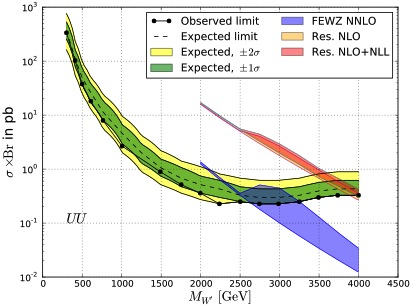 10³
10²
10¹
10⁰
10⁻¹
10⁻²
σ ×Br in pb
Observed limit
Expected limit
Expected, ±2σ
Expected, ±1σ
FEWZ NNLO
Res. NLO
Res. NLO+NLL
UU
0 500 1000 1500 2000 2500 3000 3500 4000 4500
M_W' [GeV]